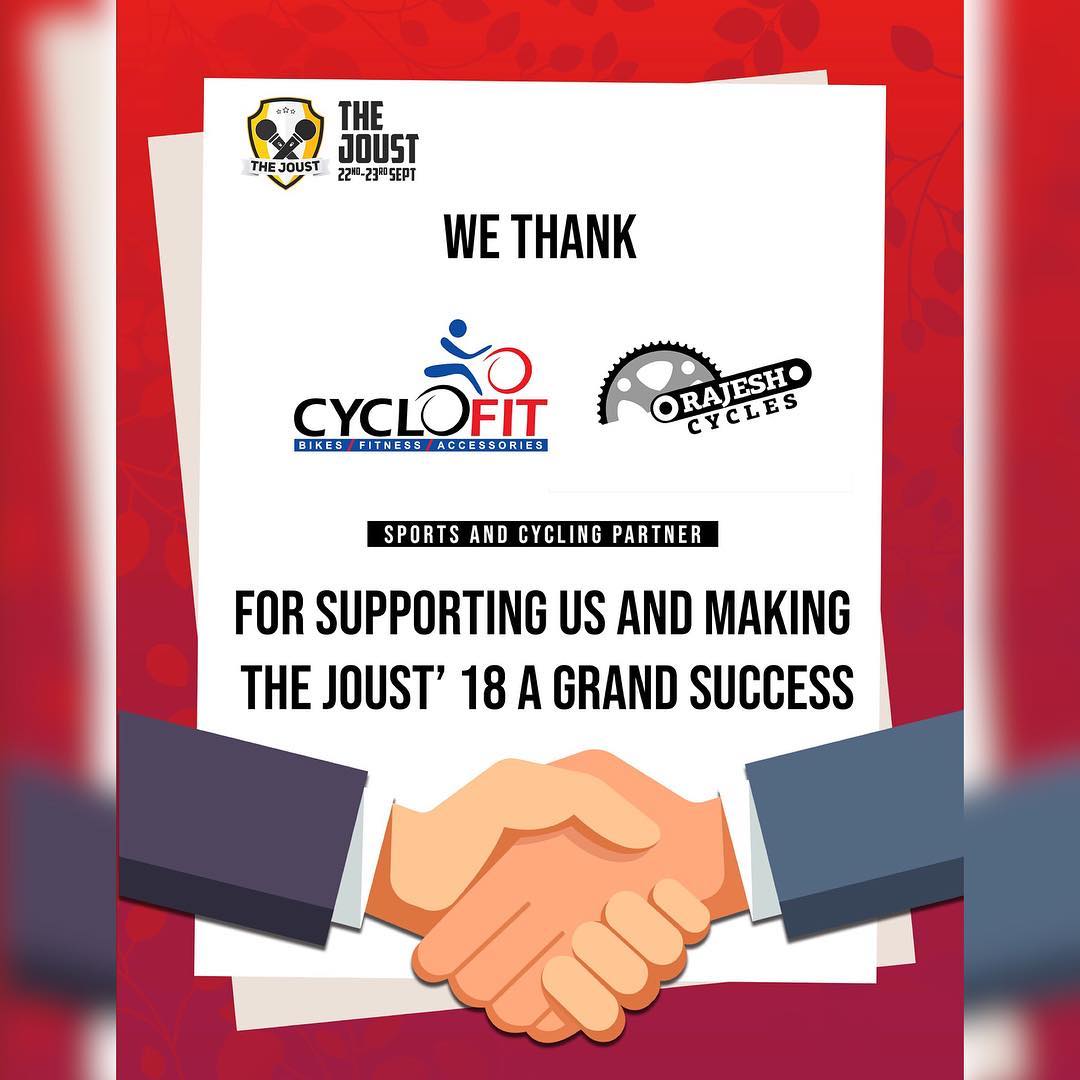 THE JOUST
THE
JOUST
22ND-23RD SEPT
WE THANK
CYCLOFIT
BIKES / FITNESS / ACCESSORIES
RAJESH
CYCLES
SPORTS AND CYCLING PARTNER
FOR SUPPORTING US AND MAKING
THE JOUST’ 18 A GRAND SUCCESS